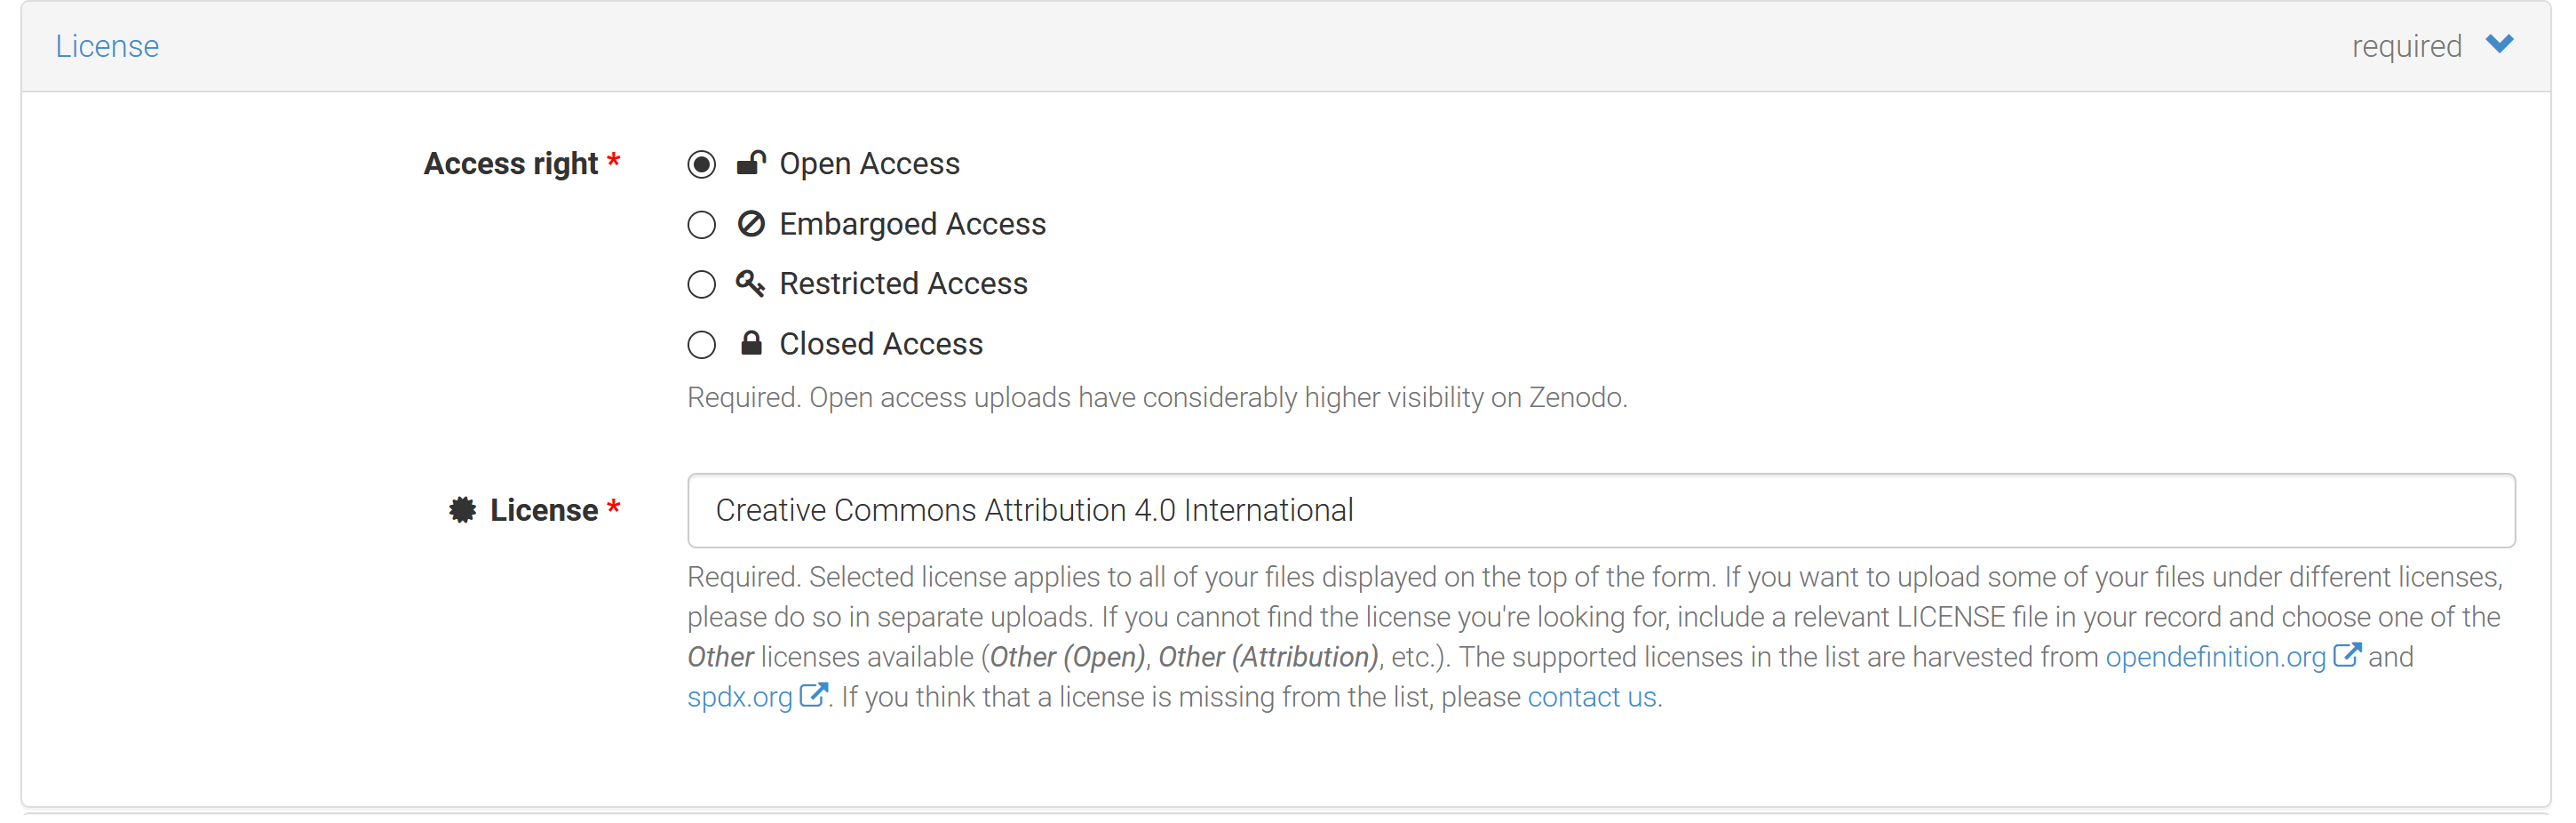 License required
Access right *
Open Access
Embargoed Access
Restricted Access
Closed Access
Required. Open access uploads have considerably higher visibility on Zenodo.
License *
Creative Commons Attribution 4.0 International
Required. Selected license applies to all of your files displayed on the top of the form. If you want to upload some of your files under different licenses,
please do so in separate uploads. If you cannot find the license you're looking for, include a relevant LICENSE file in your record and choose one of the
Other licenses available (Other (Open), Other (Attribution), etc.). The supported licenses in the list are harvested from opendefinition.org and
spdx.org. If you think that a license is missing from the list, please contact us.